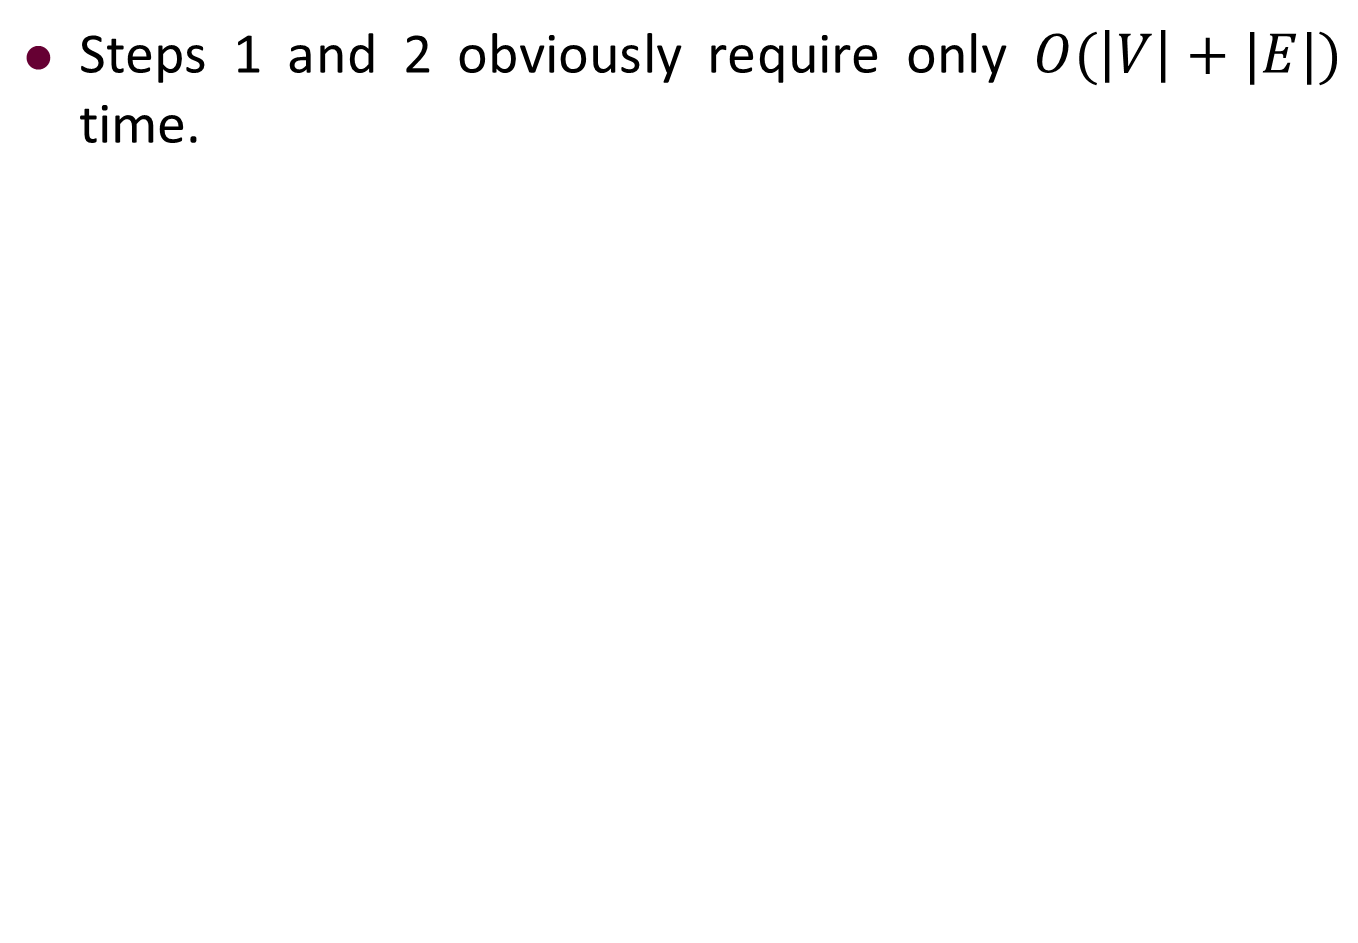 • Steps 1 and 2 obviously require only O(|V| + |E|)
time.